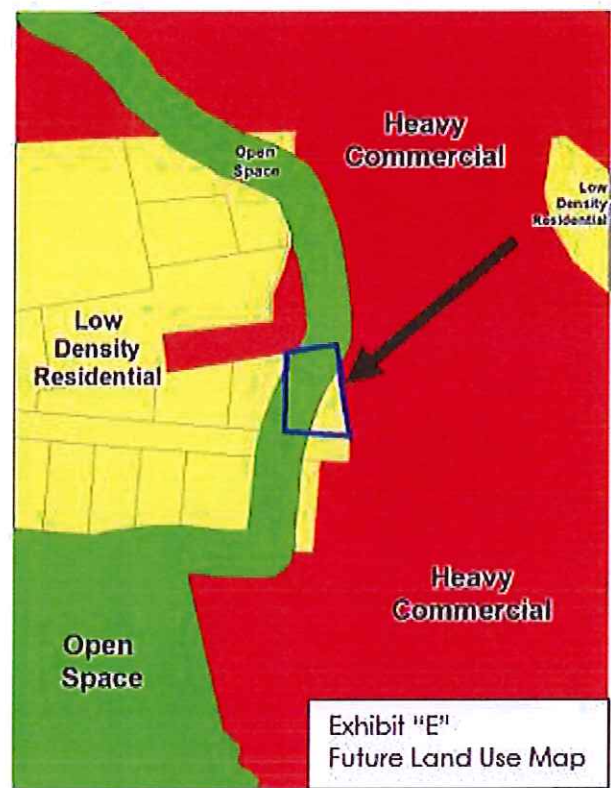 Heavy
Commercial
Open
Space
Low
Density
Residential
Low
Density
Residential
Heavy
Commercial
Open
Space
Exhibit "E"
Future Land Use Map